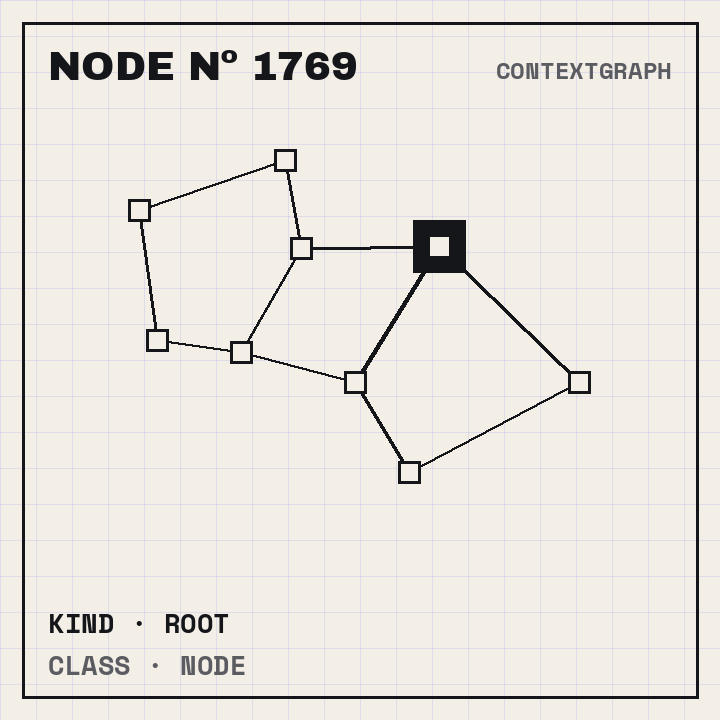 NODE Nº 1769
CONTEXTGRAPH
KIND · ROOT
CLASS · NODE